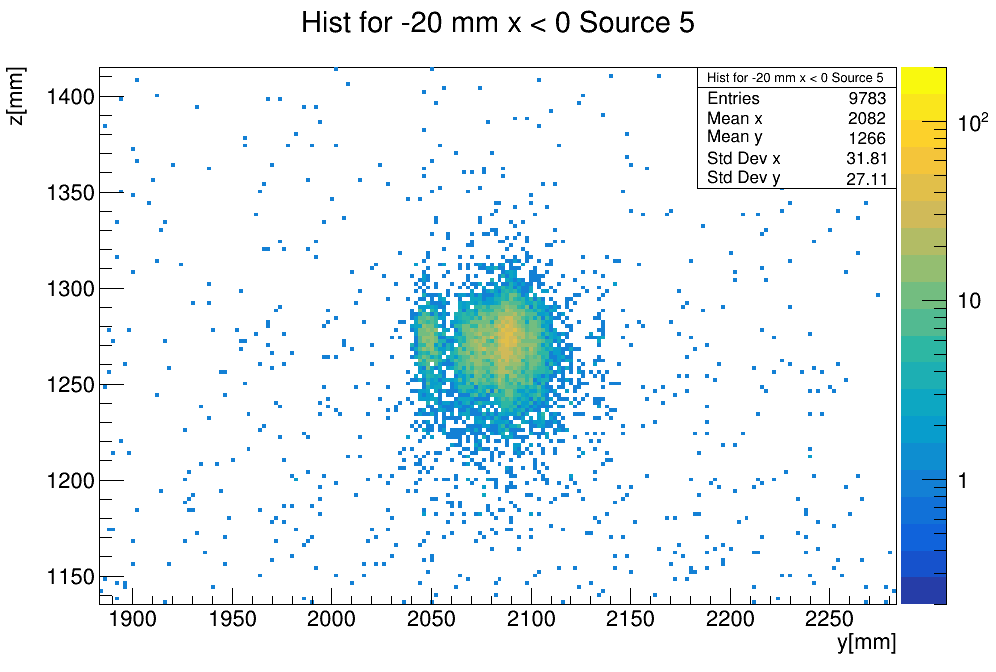 Hist for -20 mm x < 0 Source 5
z[mm]
Hist for -20 mm x < 0 Source 5
Entries 9783
Mean x 2082
Mean y 1266
Std Dev x 31.81
Std Dev y 27.11
1400
1350
1300
1250
1200
1150
10²
10
1
1900 1950 2000 2050 2100 2150 2200 2250
y[mm]